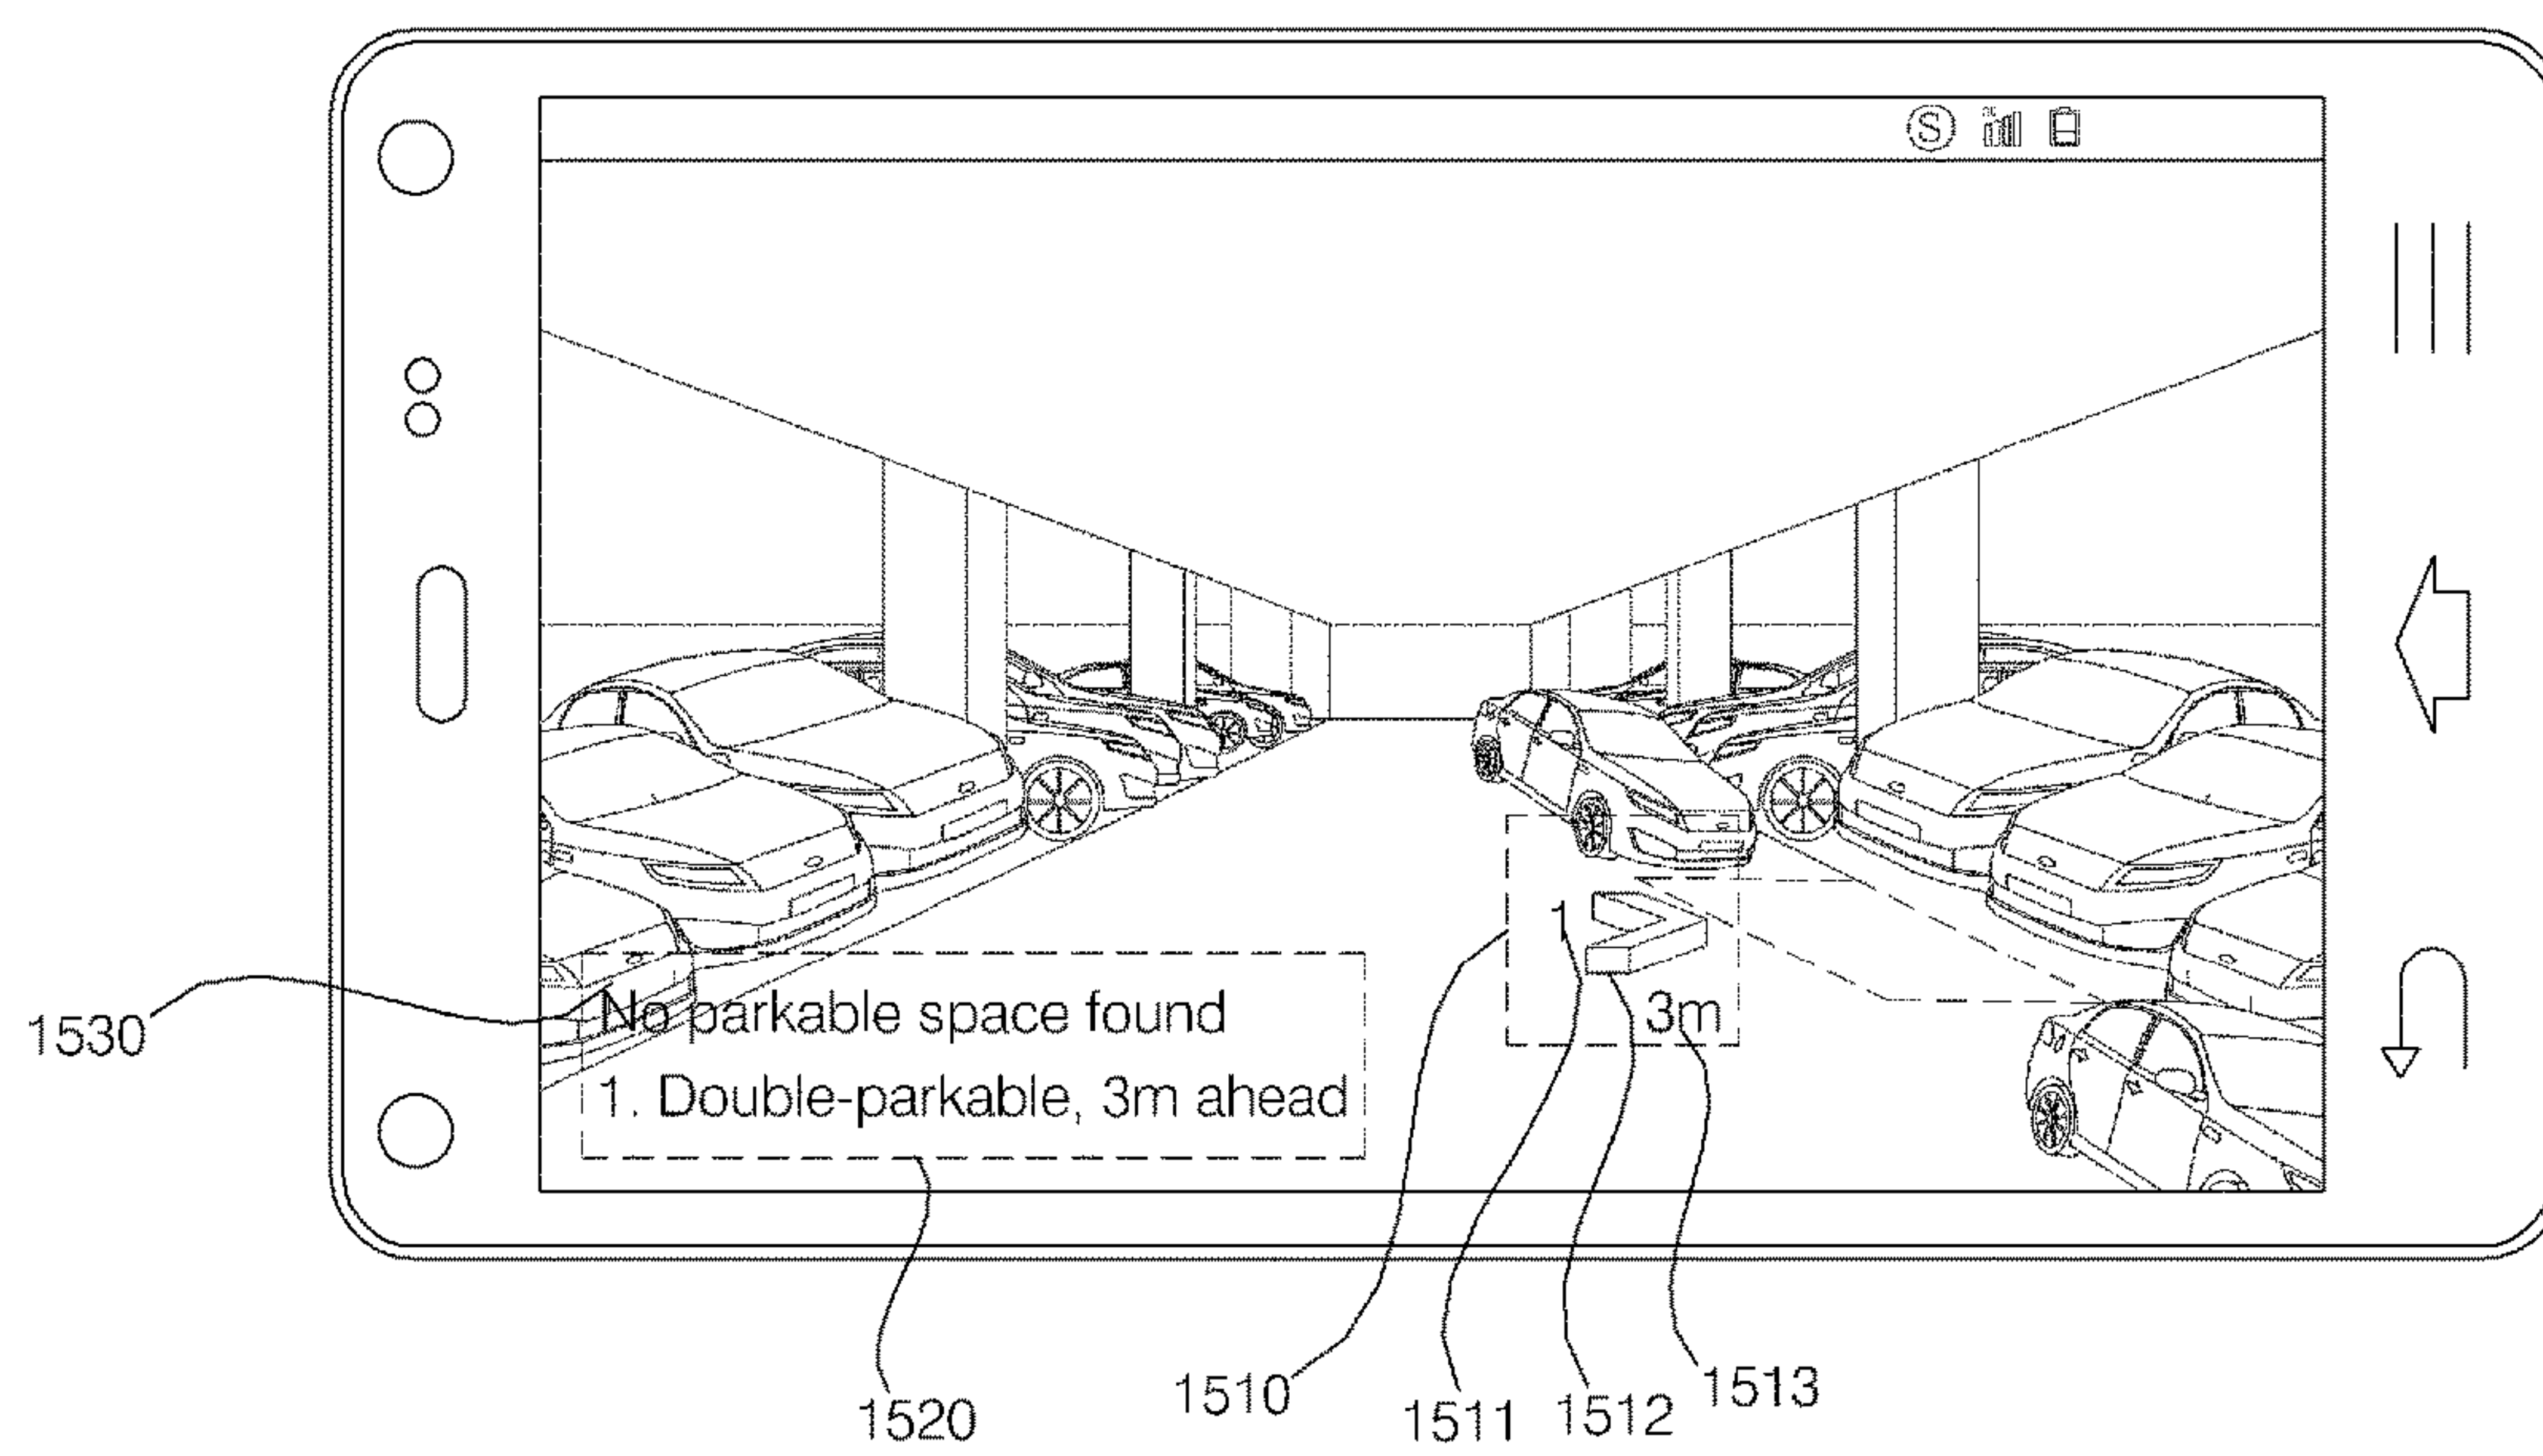 S
1
No parkable space found
3m
1. Double-parkable, 3m ahead
1530
1510
1511
1512
1513
1520